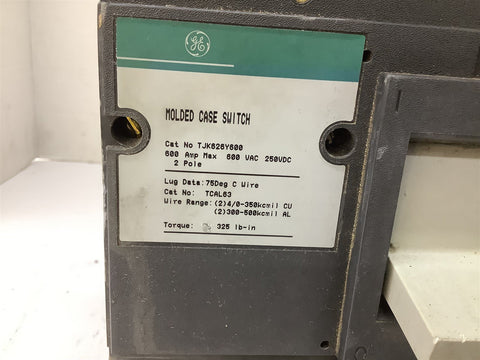 GE
MOLDED CASE SWITCH
Cat No TJK626Y600
600 Amp Max 600 VAC 250VDC
2 Pole
Lug Data: 75Deg C Wire
Cat No: TCAL63
Wire Range: (2)4/0-350kcmil CU
(2)300-500kcmil AL
Torque: 325 lb-in